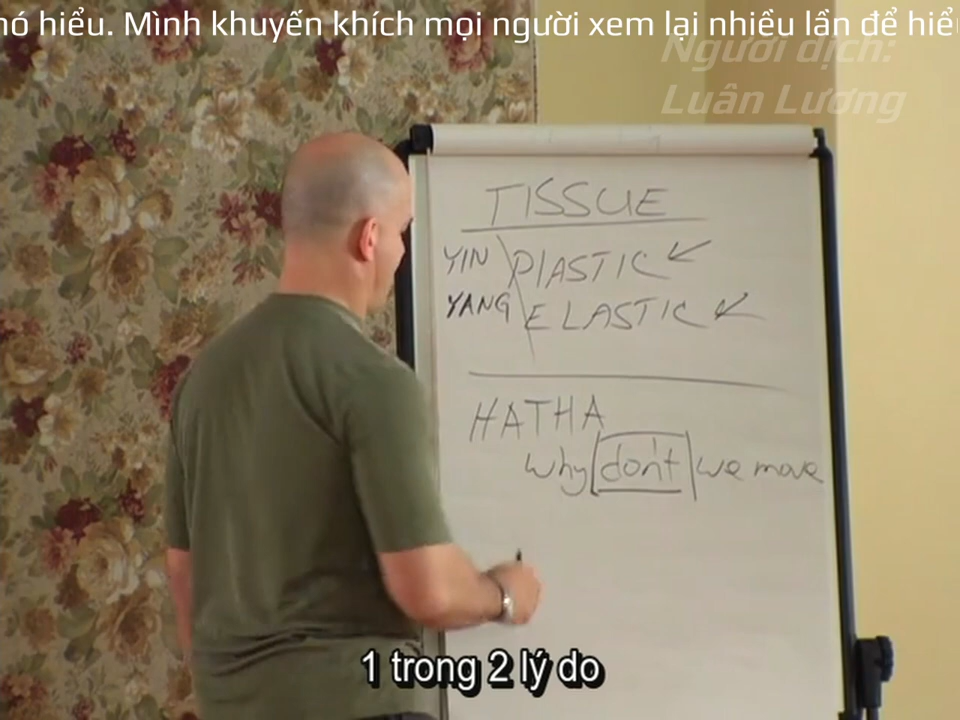 hó hiểu. Mình khuyến khích mọi người xem lại nhiều lần để hiểu
Người dịch:
Luân Lương
TISSUE
YIN PLASTIC
YANG ELASTIC
HATHA
why don't we move
1 trong 2 lý do